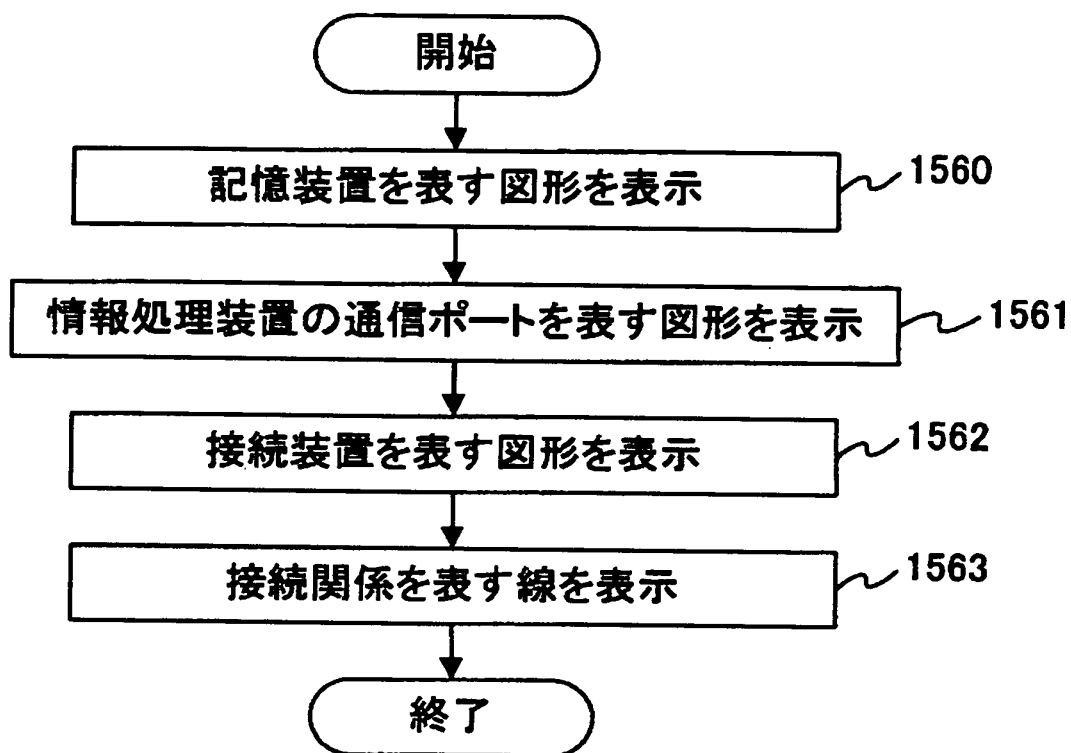 開始
記憶装置を表す図形を表示
1560
情報処理装置の通信ポートを表す図形を表示
1561
接続装置を表す図形を表示
1562
接続関係を表す線を表示
1563
終了